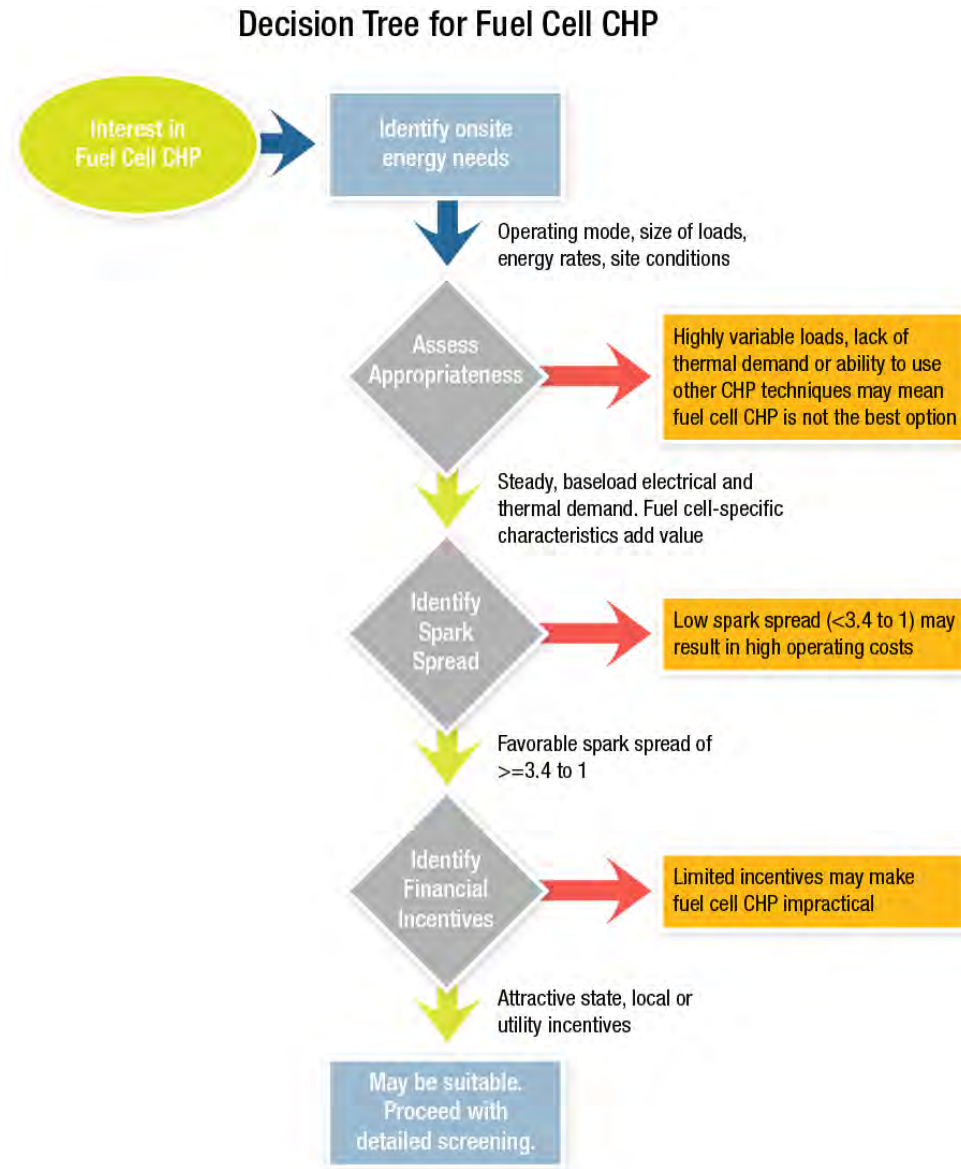 Decision Tree for Fuel Cell CHP
Interest in
Fuel Cell CHP
Identify onsite
energy needs
Operating mode, size of loads,
energy rates, site conditions
Assess
Appropriateness
Highly variable loads, lack of
thermal demand or ability to use
other CHP techniques may mean
fuel cell CHP is not the best option
Steady, baseload electrical and
thermal demand. Fuel cell-specific
characteristics add value
Identify
Spark
Spread
Low spark spread (<3.4 to 1) may
result in high operating costs
Favorable spark spread of
>=3.4 to 1
Identify
Financial
Incentives
Limited incentives may make
fuel cell CHP impractical
Attractive state, local or
utility incentives
May be suitable.
Proceed with
detailed screening.